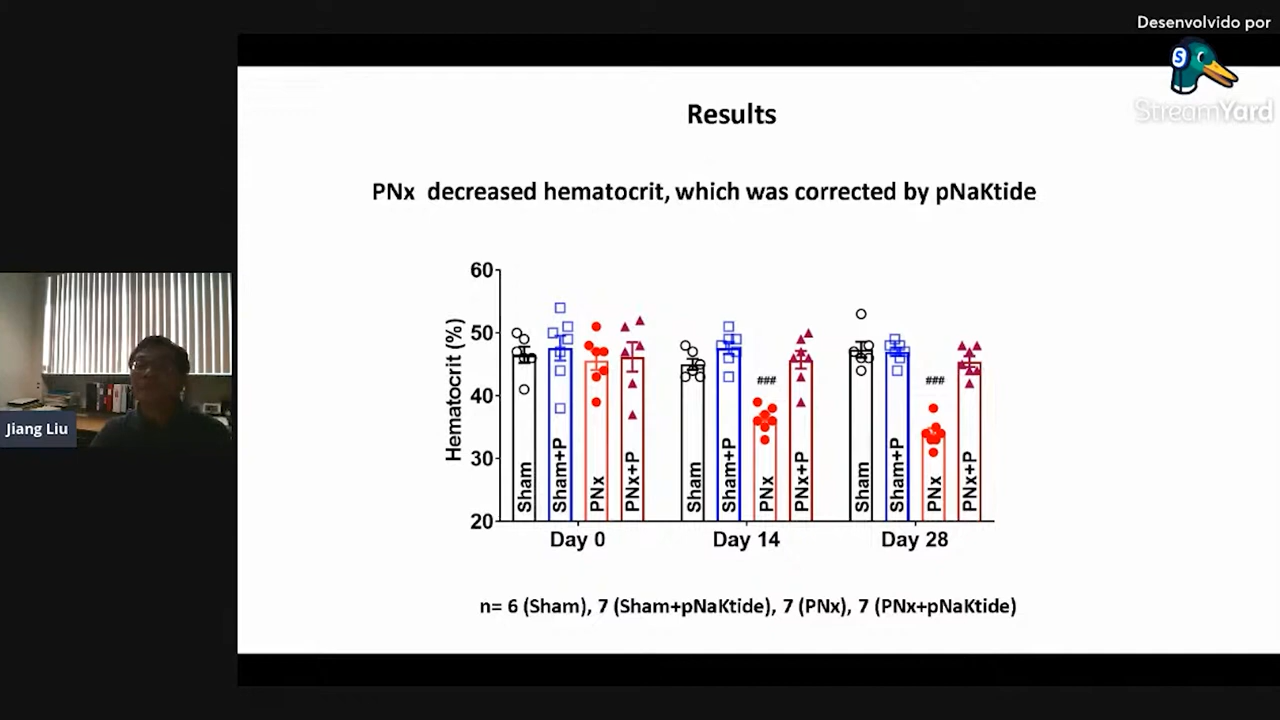 Desenvolvido por
StreamYard
Results
PNx decreased hematocrit, which was corrected by pNaKtide
Hematocrit (%)
60
50
40
30
20
###
###
Sham
Sham+P
PNx
PNx+P
Sham
Sham+P
PNx
PNx+P
Sham
Sham+P
PNx
PNx+P
Day 0
Day 14
Day 28
n= 6 (Sham), 7 (Sham+pNaKtide), 7 (PNx), 7 (PNx+pNaKtide)
Jiang Liu
S